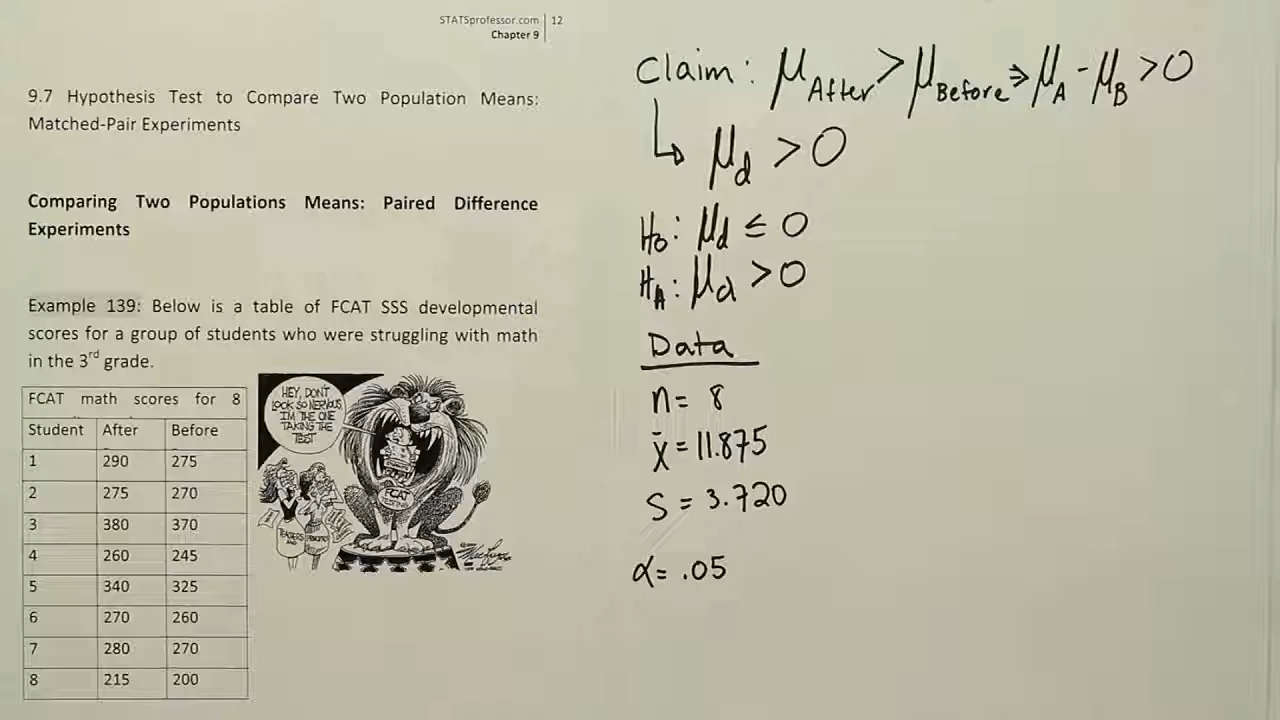 STATSprofessor.com 12
Chapter 9
9.7 Hypothesis Test to Compare Two Population Means:
Matched-Pair Experiments
Comparing Two Populations Means: Paired Difference
Experiments
Example 139: Below is a table of FCAT SSS developmental
scores for a group of students who were struggling with math
in the 3rd grade.
FCAT math scores for 8
Student After Before
1 290 275
2 275 270
3 380 370
4 260 245
5 340 325
6 270 260
7 280 270
8 215 200
HEY, DON'T
LOOK SO NERVOUS
I'M THE ONE
TAKING THE
TEST
FCAT
TESTING
TEACHERS
AND
Claim: μAfter > μBefore ⇒ μA - μB > 0
↳ μd > 0
H0: μd ≤ 0
HA: μd > 0
Data
n = 8
x̄ = 11.875
s = 3.720
α = .05